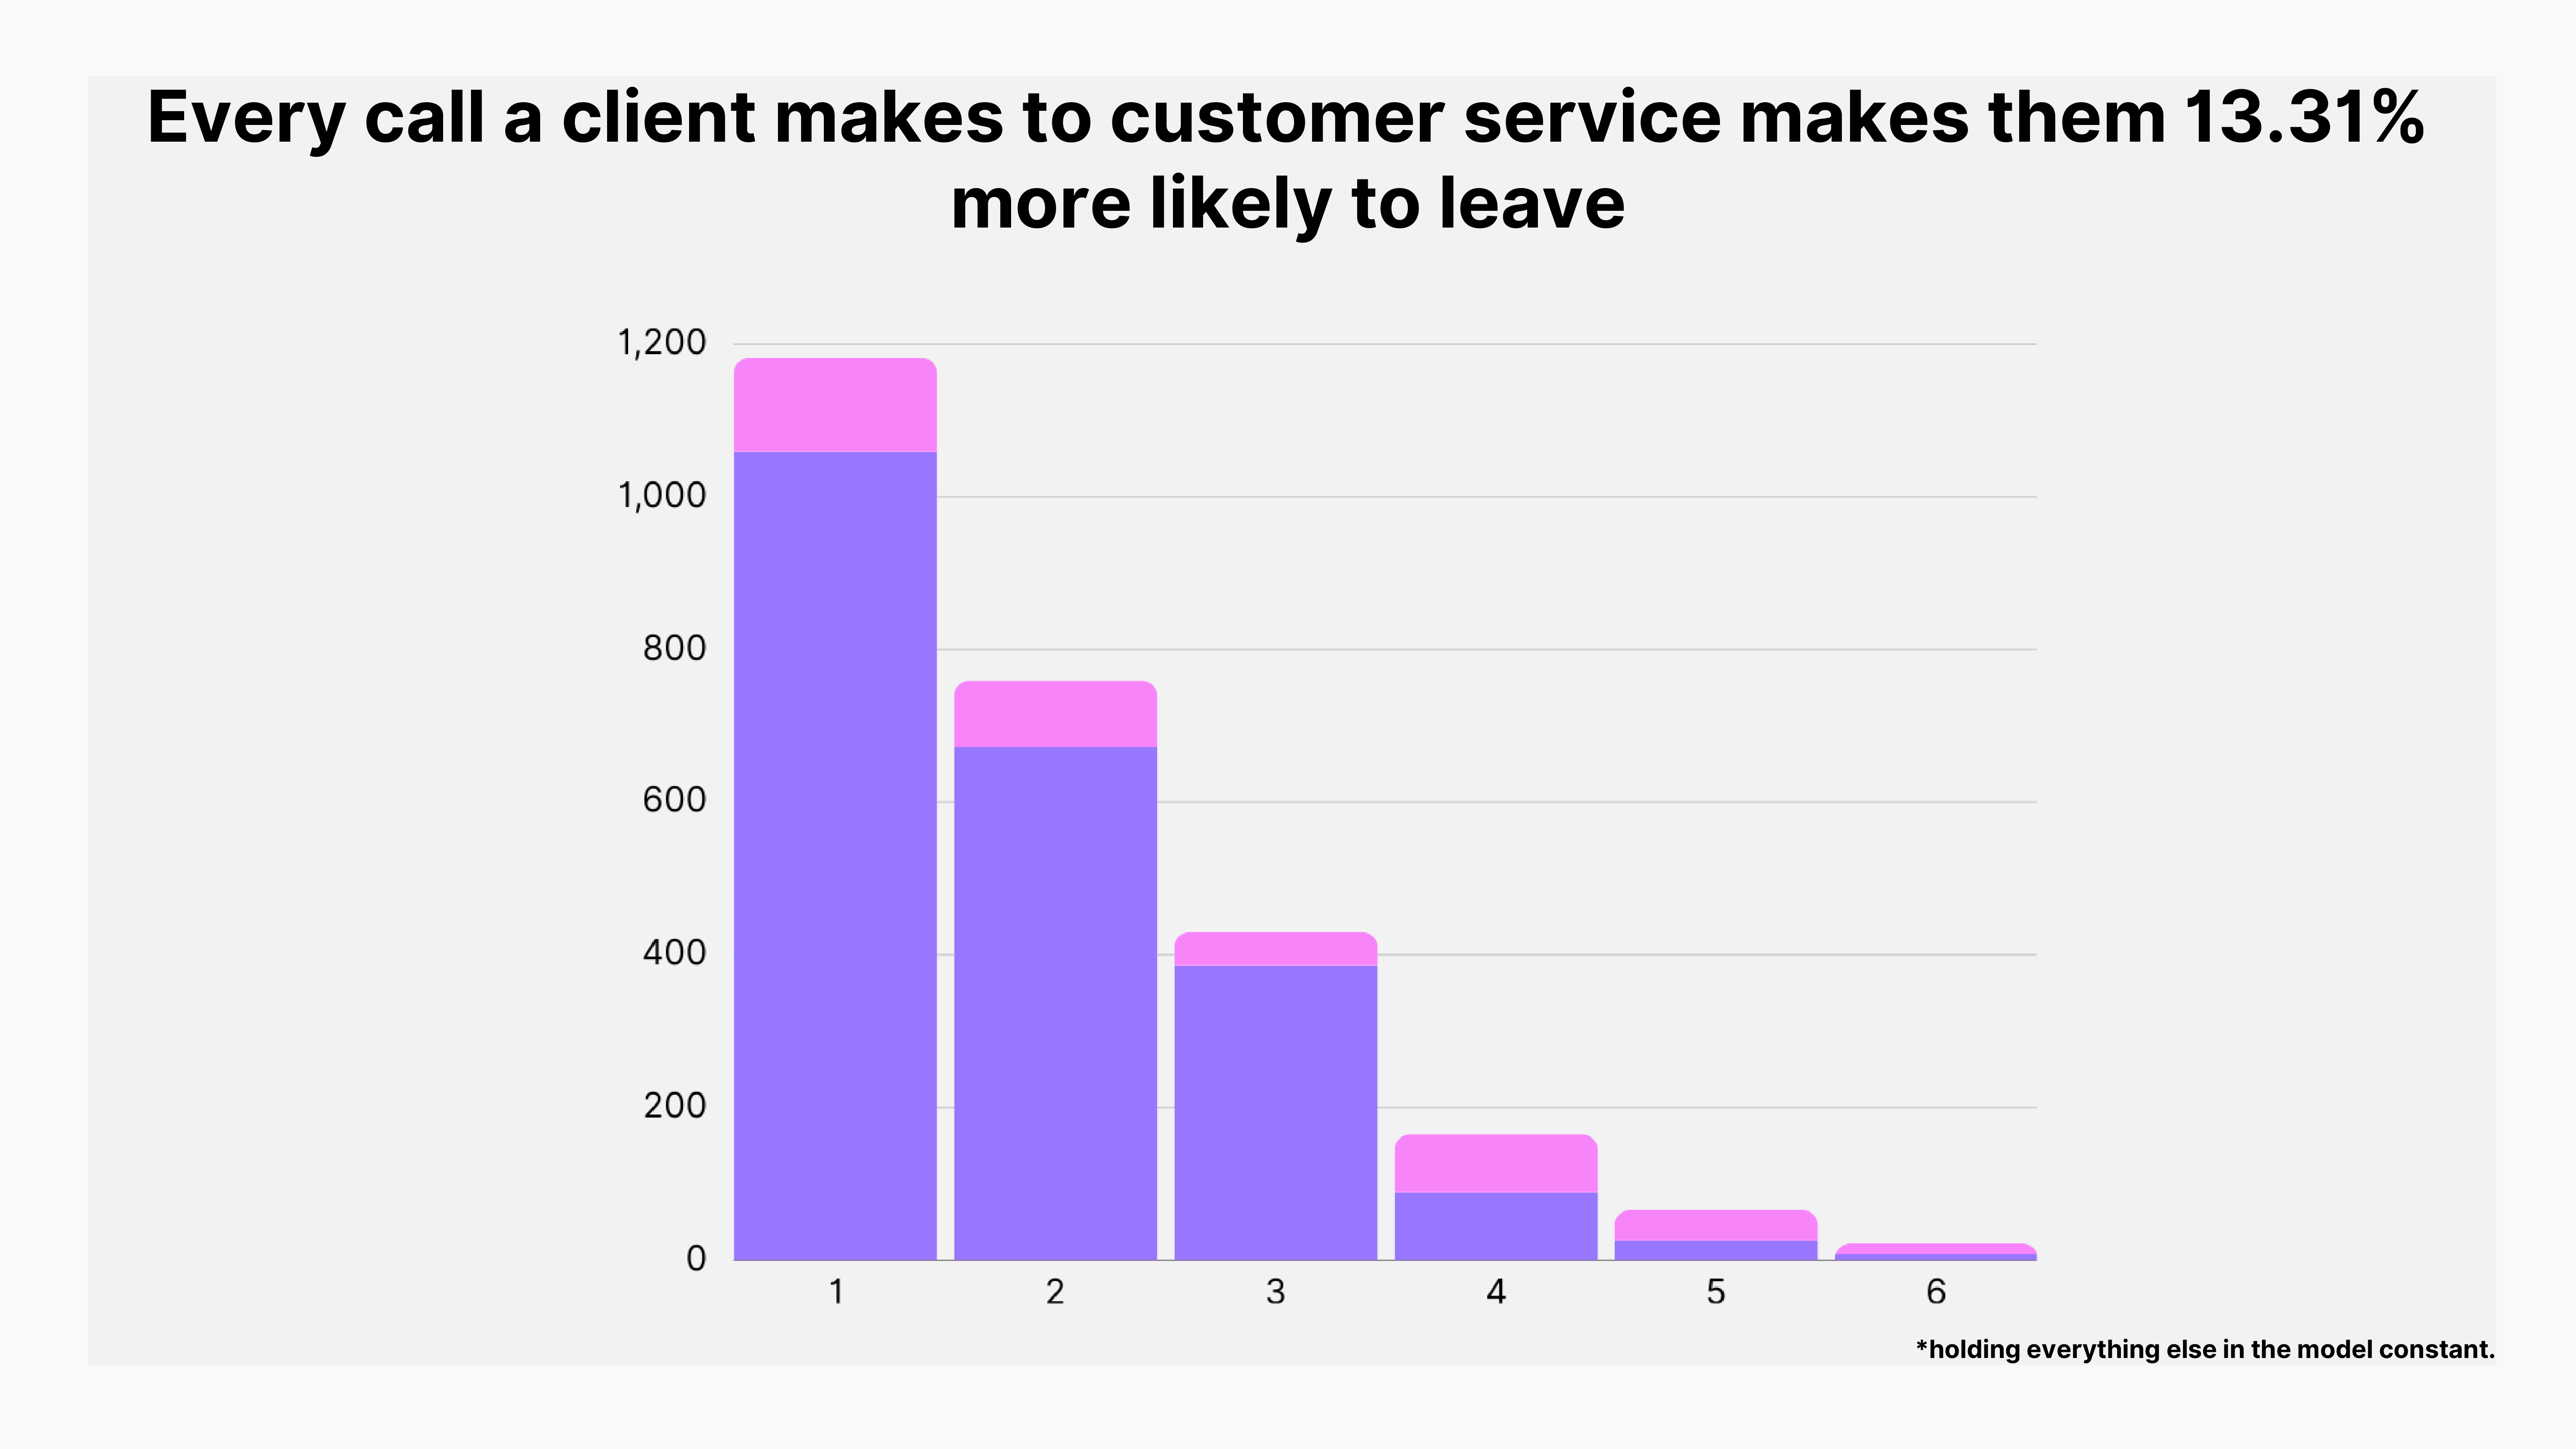 Every call a client makes to customer service makes them 13.31%
more likely to leave
1,200
1,000
800
600
400
200
0
1 2 3 4 5 6
*holding everything else in the model constant.